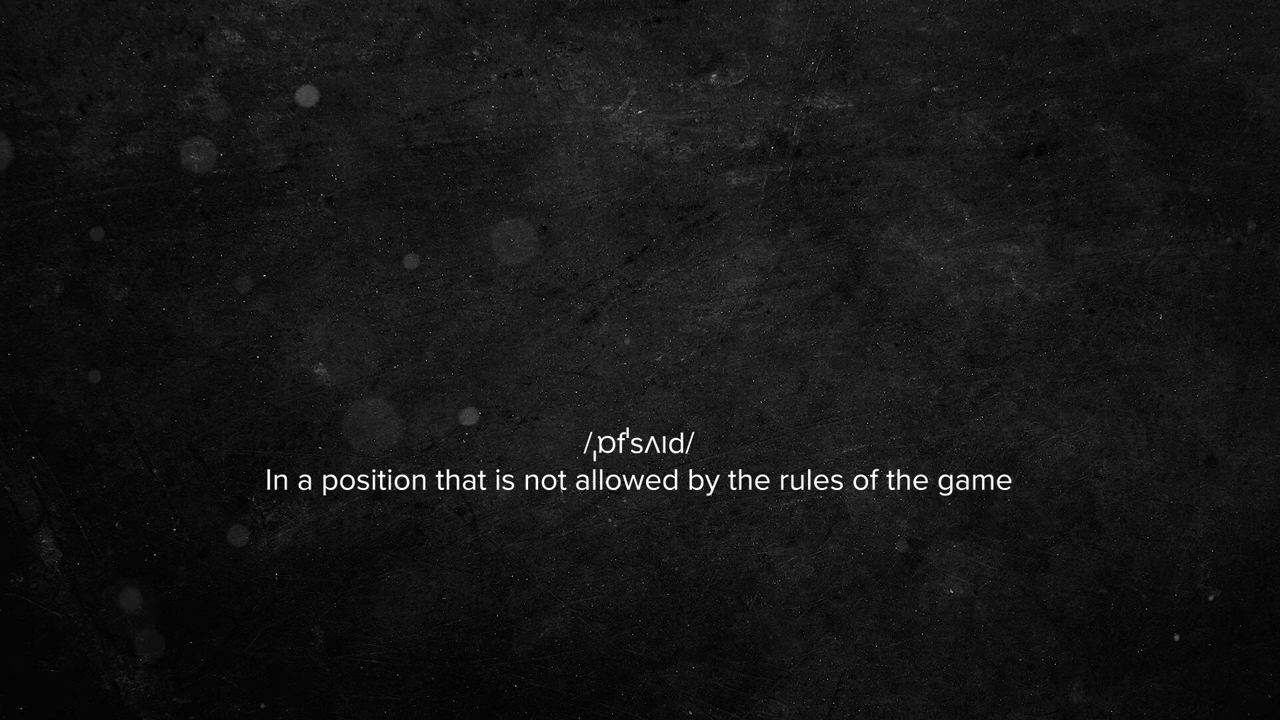 /ˌɒfˈsʌɪd/
In a position that is not allowed by the rules of the game